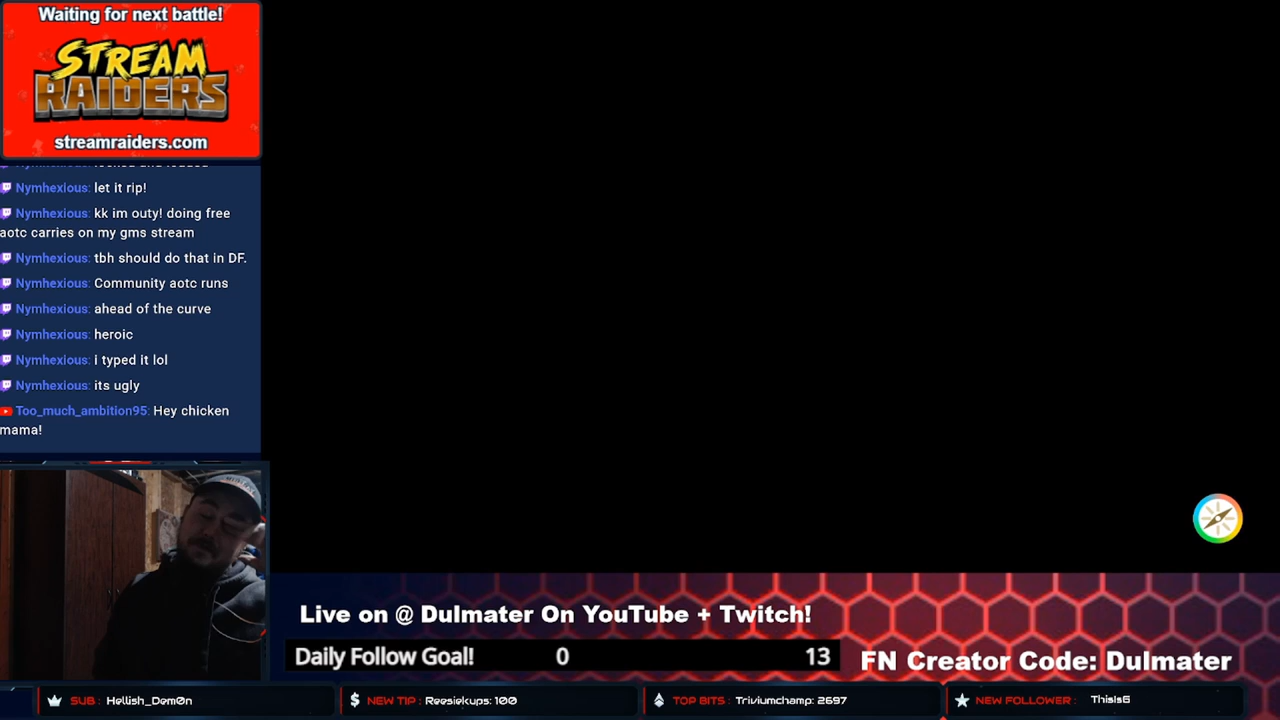 Waiting for next battle!
STREAM
RAIDERS
streamraiders.com
Nymhexious: let it rip!
Nymhexious: kk im outy! doing free
aotc carries on my gms stream
Nymhexious: tbh should do that in DF.
Nymhexious: Community aotc runs
Nymhexious: ahead of the curve
Nymhexious: heroic
Nymhexious: i typed it lol
Nymhexious: its ugly
Too_much_ambition95: Hey chicken
mama!
Live on @ Dulmater On YouTube + Twitch!
Daily Follow Goal! 0 13
FN Creator Code: Dulmater
SUB : Hellish_Dem0n
NEW TIP : Reesiekups: 100
TOP BITS : Triviumchamp: 2697
NEW FOLLOWER : ThisIsG